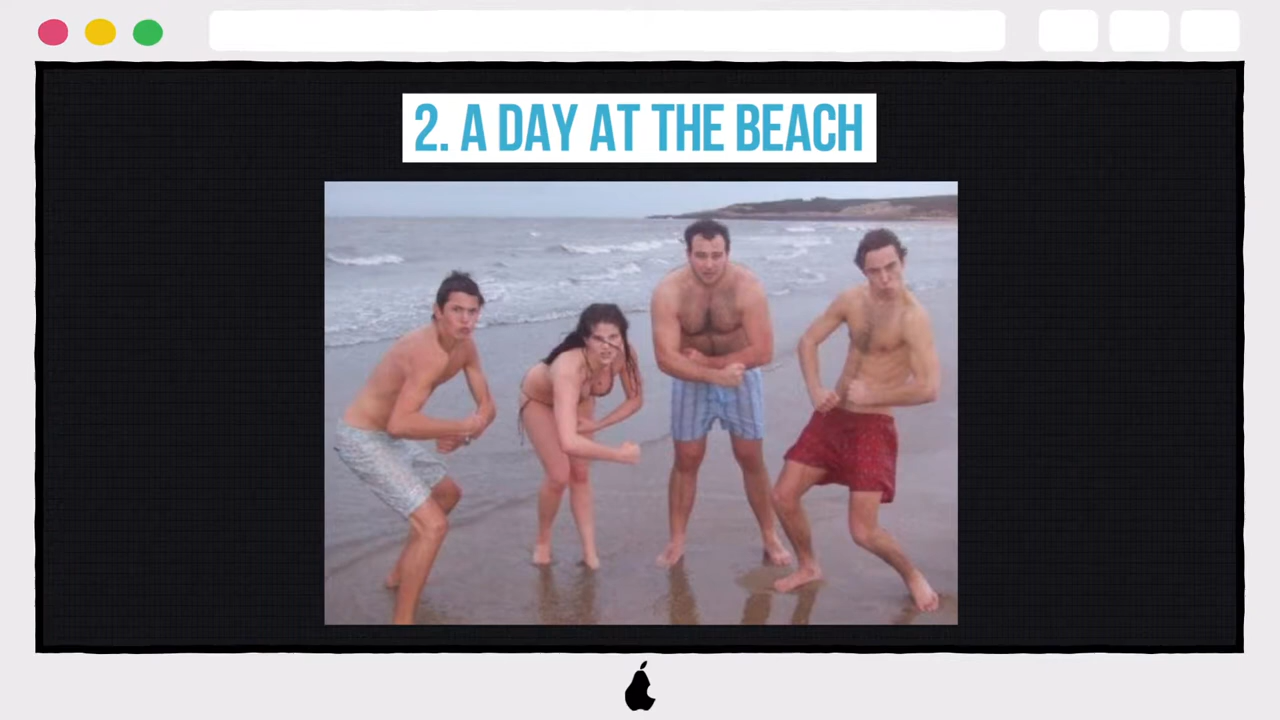 2. A DAY AT THE BEACH